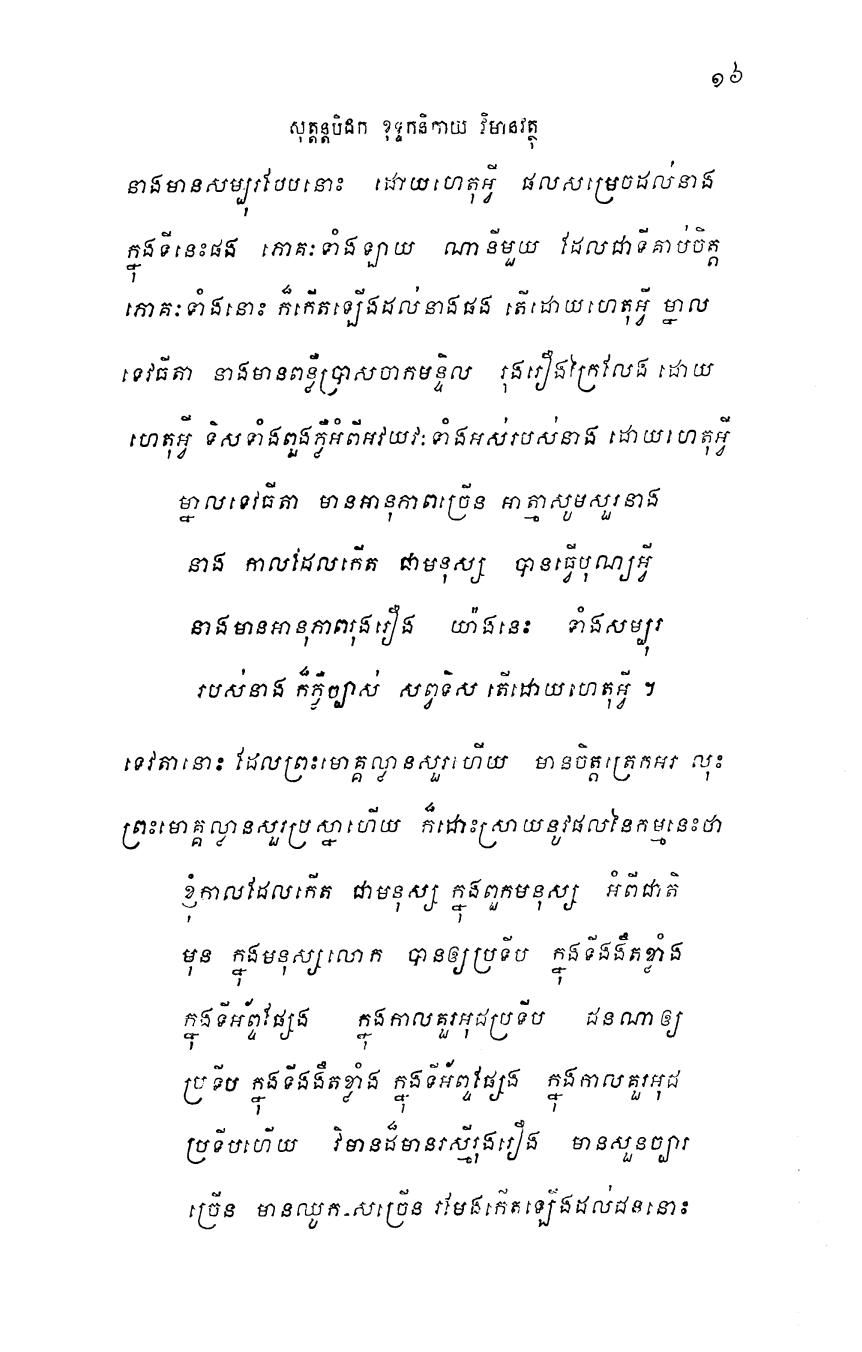 ១៦
សុត្តន្តបិដក ខុទ្ទកនិកាយ វិមានវត្ថុ
នាងមានសម្បុរបែបនោះ ដោយហេតុអ្វី ផលសម្រេចដល់នាង
ក្នុងទីនេះផង ភោគៈទាំងឡាយ ណានីមួយ ដែលជាទីគាប់ចិត្ត
ភោគៈទាំងនោះ ក៏កើតឡើងដល់នាងផង តើដោយហេតុអ្វី ម្នាល
ទេវធីតា នាងមានពន្លឺប្រាសចាកមន្ទិល រុងរឿងក្រៃលែង ដោយ
ហេតុអ្វី ទិសទាំងពួងភ្លឺអំពីអវយវៈទាំងអស់របស់នាង ដោយហេតុអ្វី
ម្នាលទេវធីតា មានអានុភាពច្រើន អាត្មាសូមសួរនាង
នាង កាលដែលកើត ជាមនុស្ស បានធ្វើបុណ្យអ្វី
នាងមានអានុភាពរុងរឿង យ៉ាងនេះ ទាំងសម្បុរ
របស់នាង ក៏ភ្លឺច្បាស់ សព្វទិស តើដោយហេតុអ្វី ។
ទេវតានោះ ដែលព្រះមោគ្គល្លានសួរហើយ មានចិត្តត្រេកអរ លុះ
ព្រះមោគ្គល្លានសួរប្រស្នាហើយ ក៏ដោះស្រាយនូវផលនៃកម្មនេះថា
ខ្ញុំកាលដែលកើត ជាមនុស្ស ក្នុងពួកមនុស្ស អំពីជាតិ
មុន ក្នុងមនុស្សលោក បានឲ្យប្រទីប ក្នុងទីងងឹតខ្លាំង
ក្នុងទីអ័ព្ទផ្សែង ក្នុងកាលគួរអុជប្រទីប ជនណាឲ្យ
ប្រទីប ក្នុងទីងងឹតខ្លាំង ក្នុងទីអ័ព្ទផ្សែង ក្នុងកាលគួរអុជ
ប្រទីបហើយ វិមានដ៏មានរស្មីរុងរឿង មានសួនច្បារ
ច្រើន មានឈូក-សច្រើន រមែងកើតឡើងដល់ជននោះ